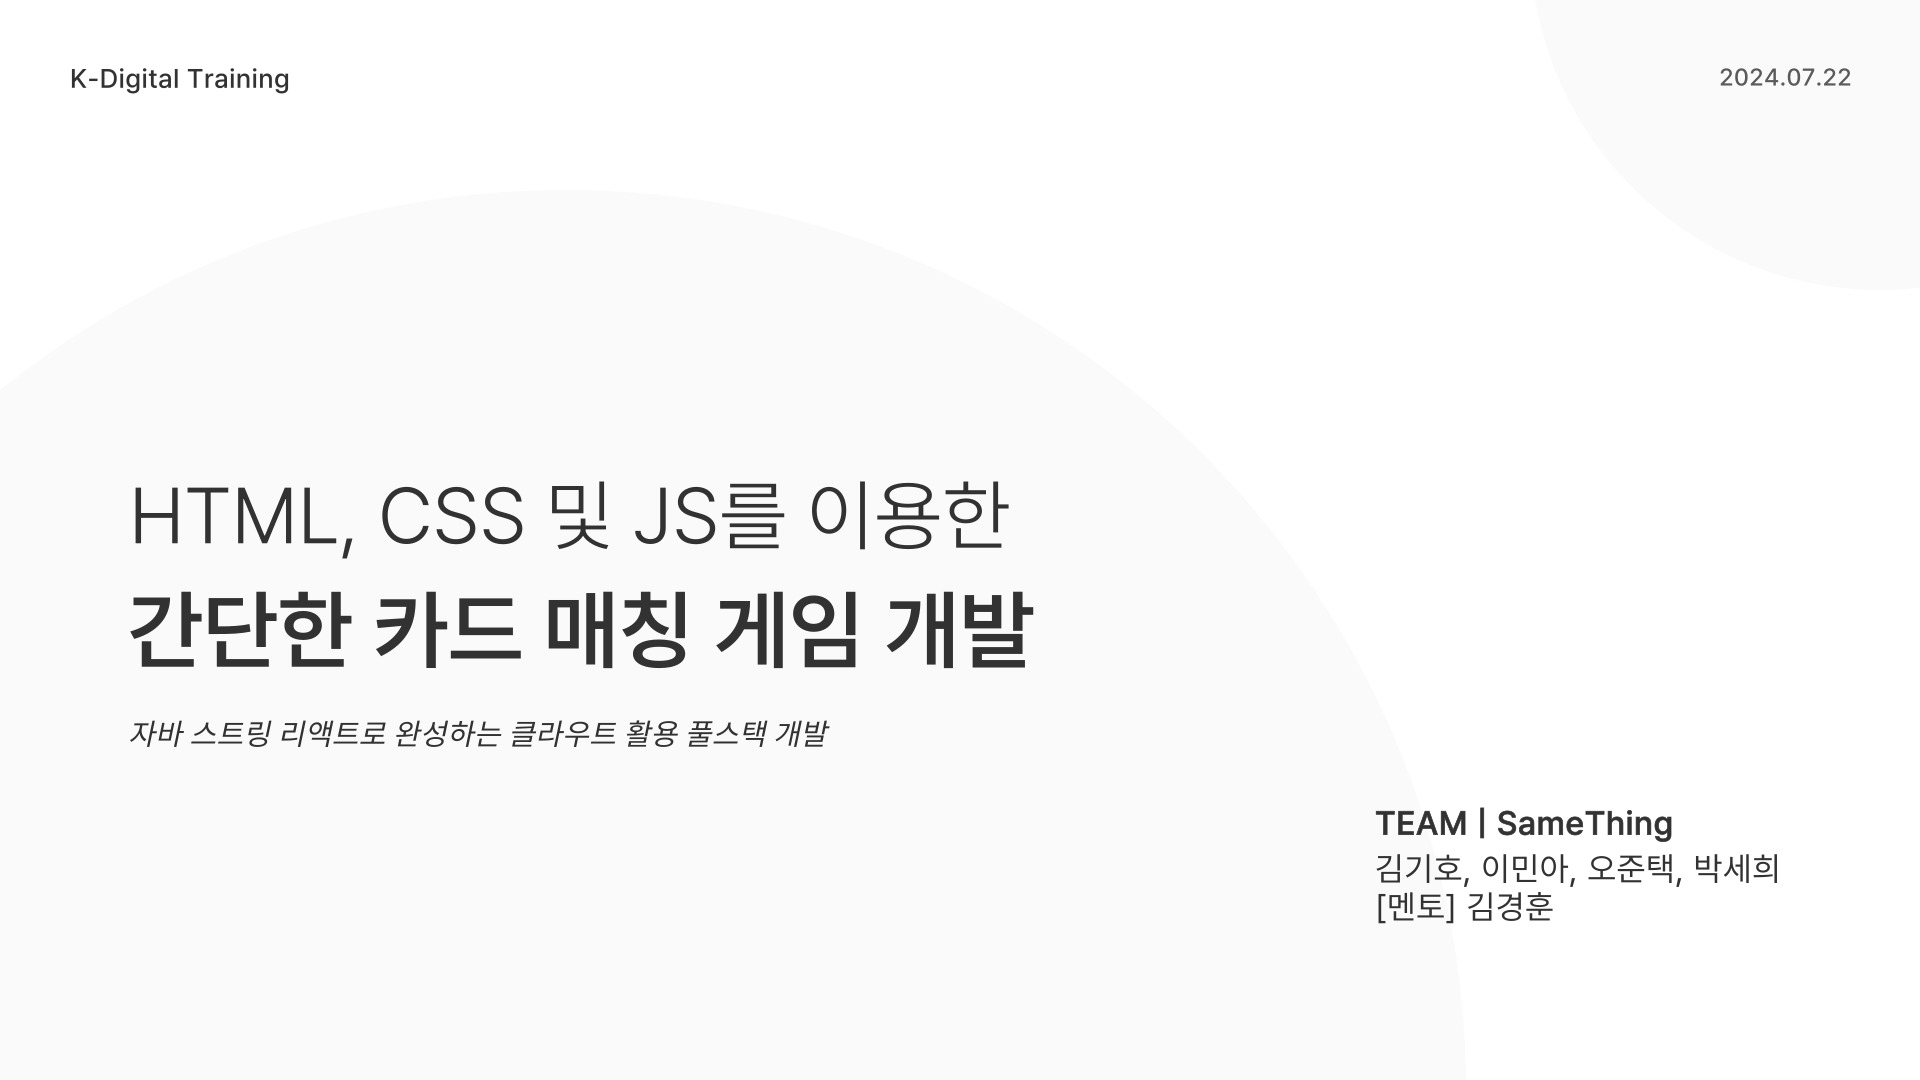 K-Digital Training
2024.07.22
HTML, CSS 및 JS를 이용한
간단한 카드 매칭 게임 개발
자바 스트링 리액트로 완성하는 클라우트 활용 풀스택 개발
TEAM | SameThing
김기호, 이민아, 오준택, 박세희
[멘토] 김경훈